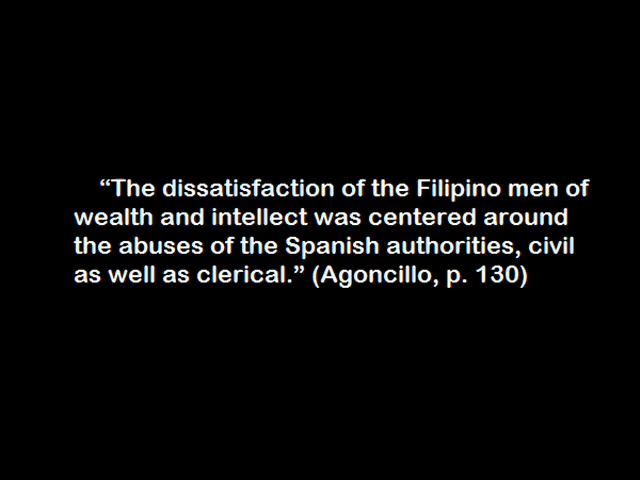 “The dissatisfaction of the Filipino men of
wealth and intellect was centered around
the abuses of the Spanish authorities, civil
as well as clerical.” (Agoncillo, p. 130)